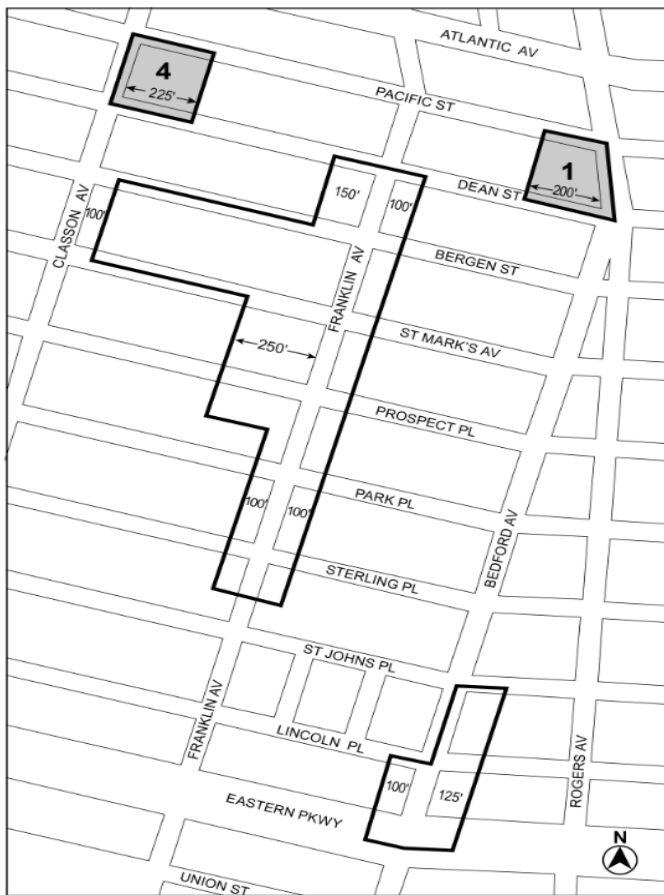 ATLANTIC AV
4
225'
PACIFIC ST
1
200'
DEAN ST
150'
100'
100'
CLASSON AV
FRANKLIN AV
BERGEN ST
250'
ST MARK'S AV
PROSPECT PL
100'
100'
PARK PL
BEDFORD AV
STERLING PL
ST JOHNS PL
FRANKLIN AV
LINCOLN PL
100'
125'
ROGERS AV
EASTERN PKWY
N
UNION ST